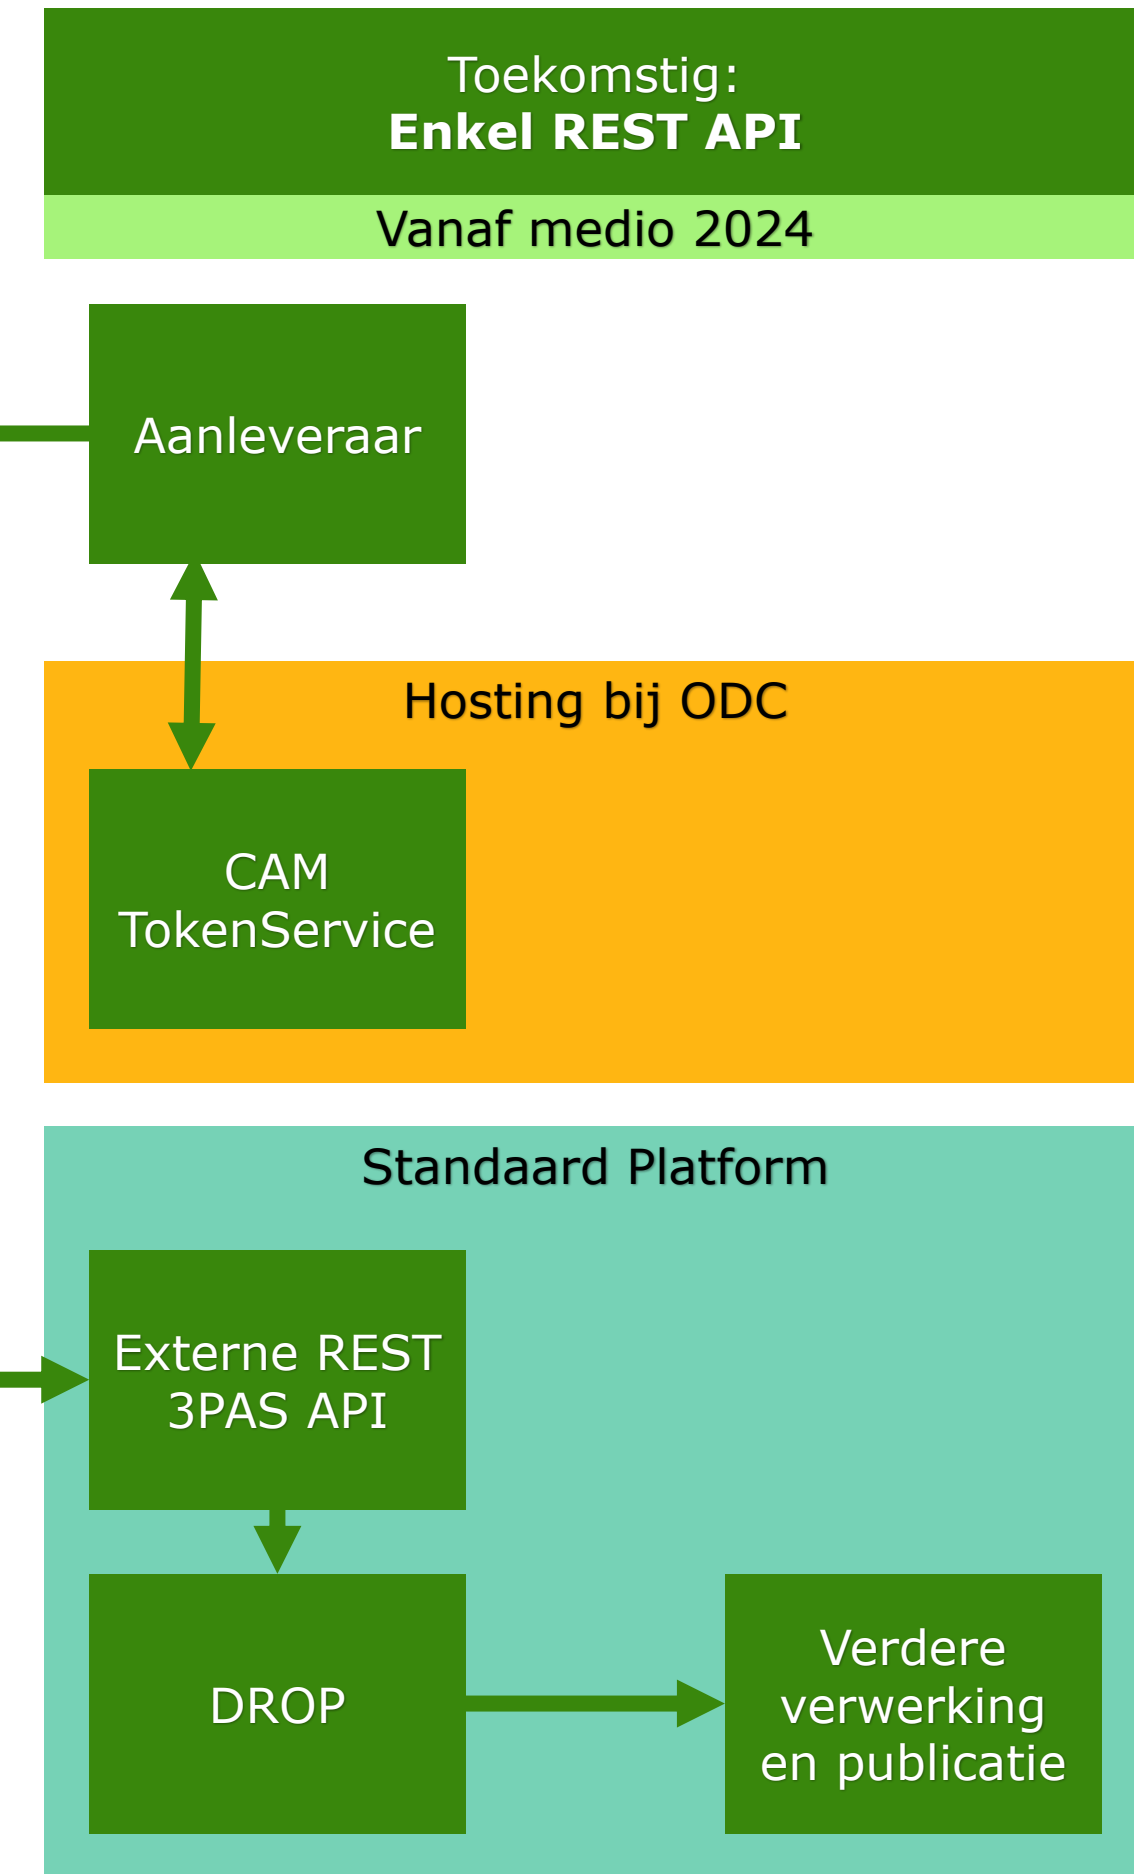 Toekomstig:
Enkel REST API
Vanaf medio 2024
Aanleveraar
Hosting bij ODC
CAM
TokenService
Standaard Platform
Externe REST
3PAS API
DROP
Verdere
verwerking
en publicatie